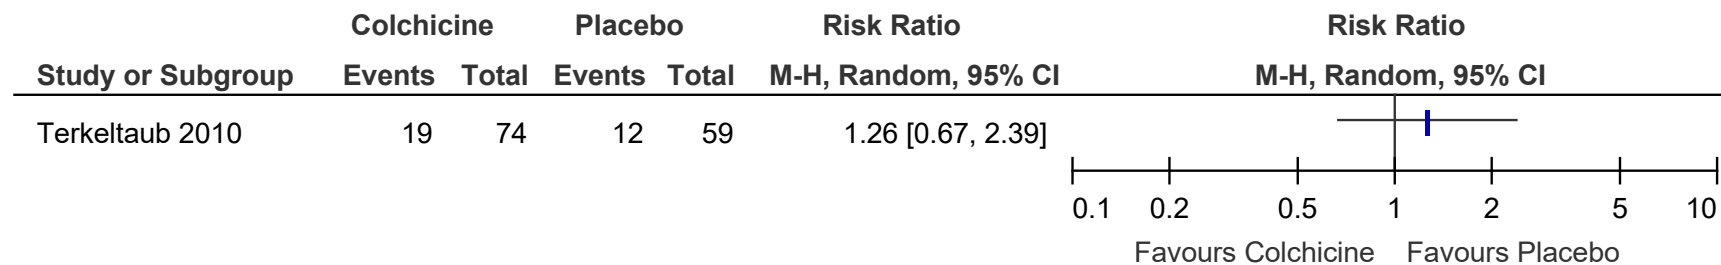 Colchicine Placebo Risk Ratio Risk Ratio
Study or Subgroup Events Total Events Total M-H, Random, 95% CI M-H, Random, 95% CI
Terkeltaub 2010 19 74 12 59 1.26 [0.67, 2.39]
0.1 0.2 0.5 1 2 5 10
Favours Colchicine Favours Placebo